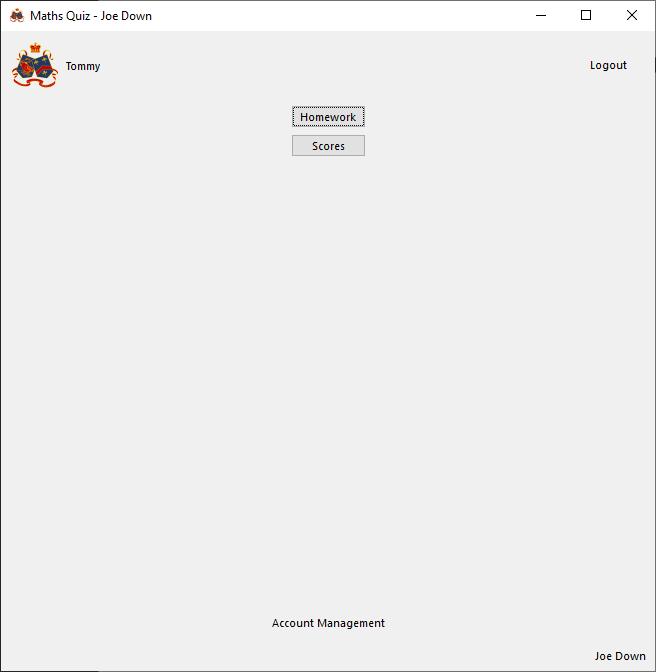 Maths Quiz - Joe Down
Tommy
Logout
Homework
Scores
Account Management
Joe Down